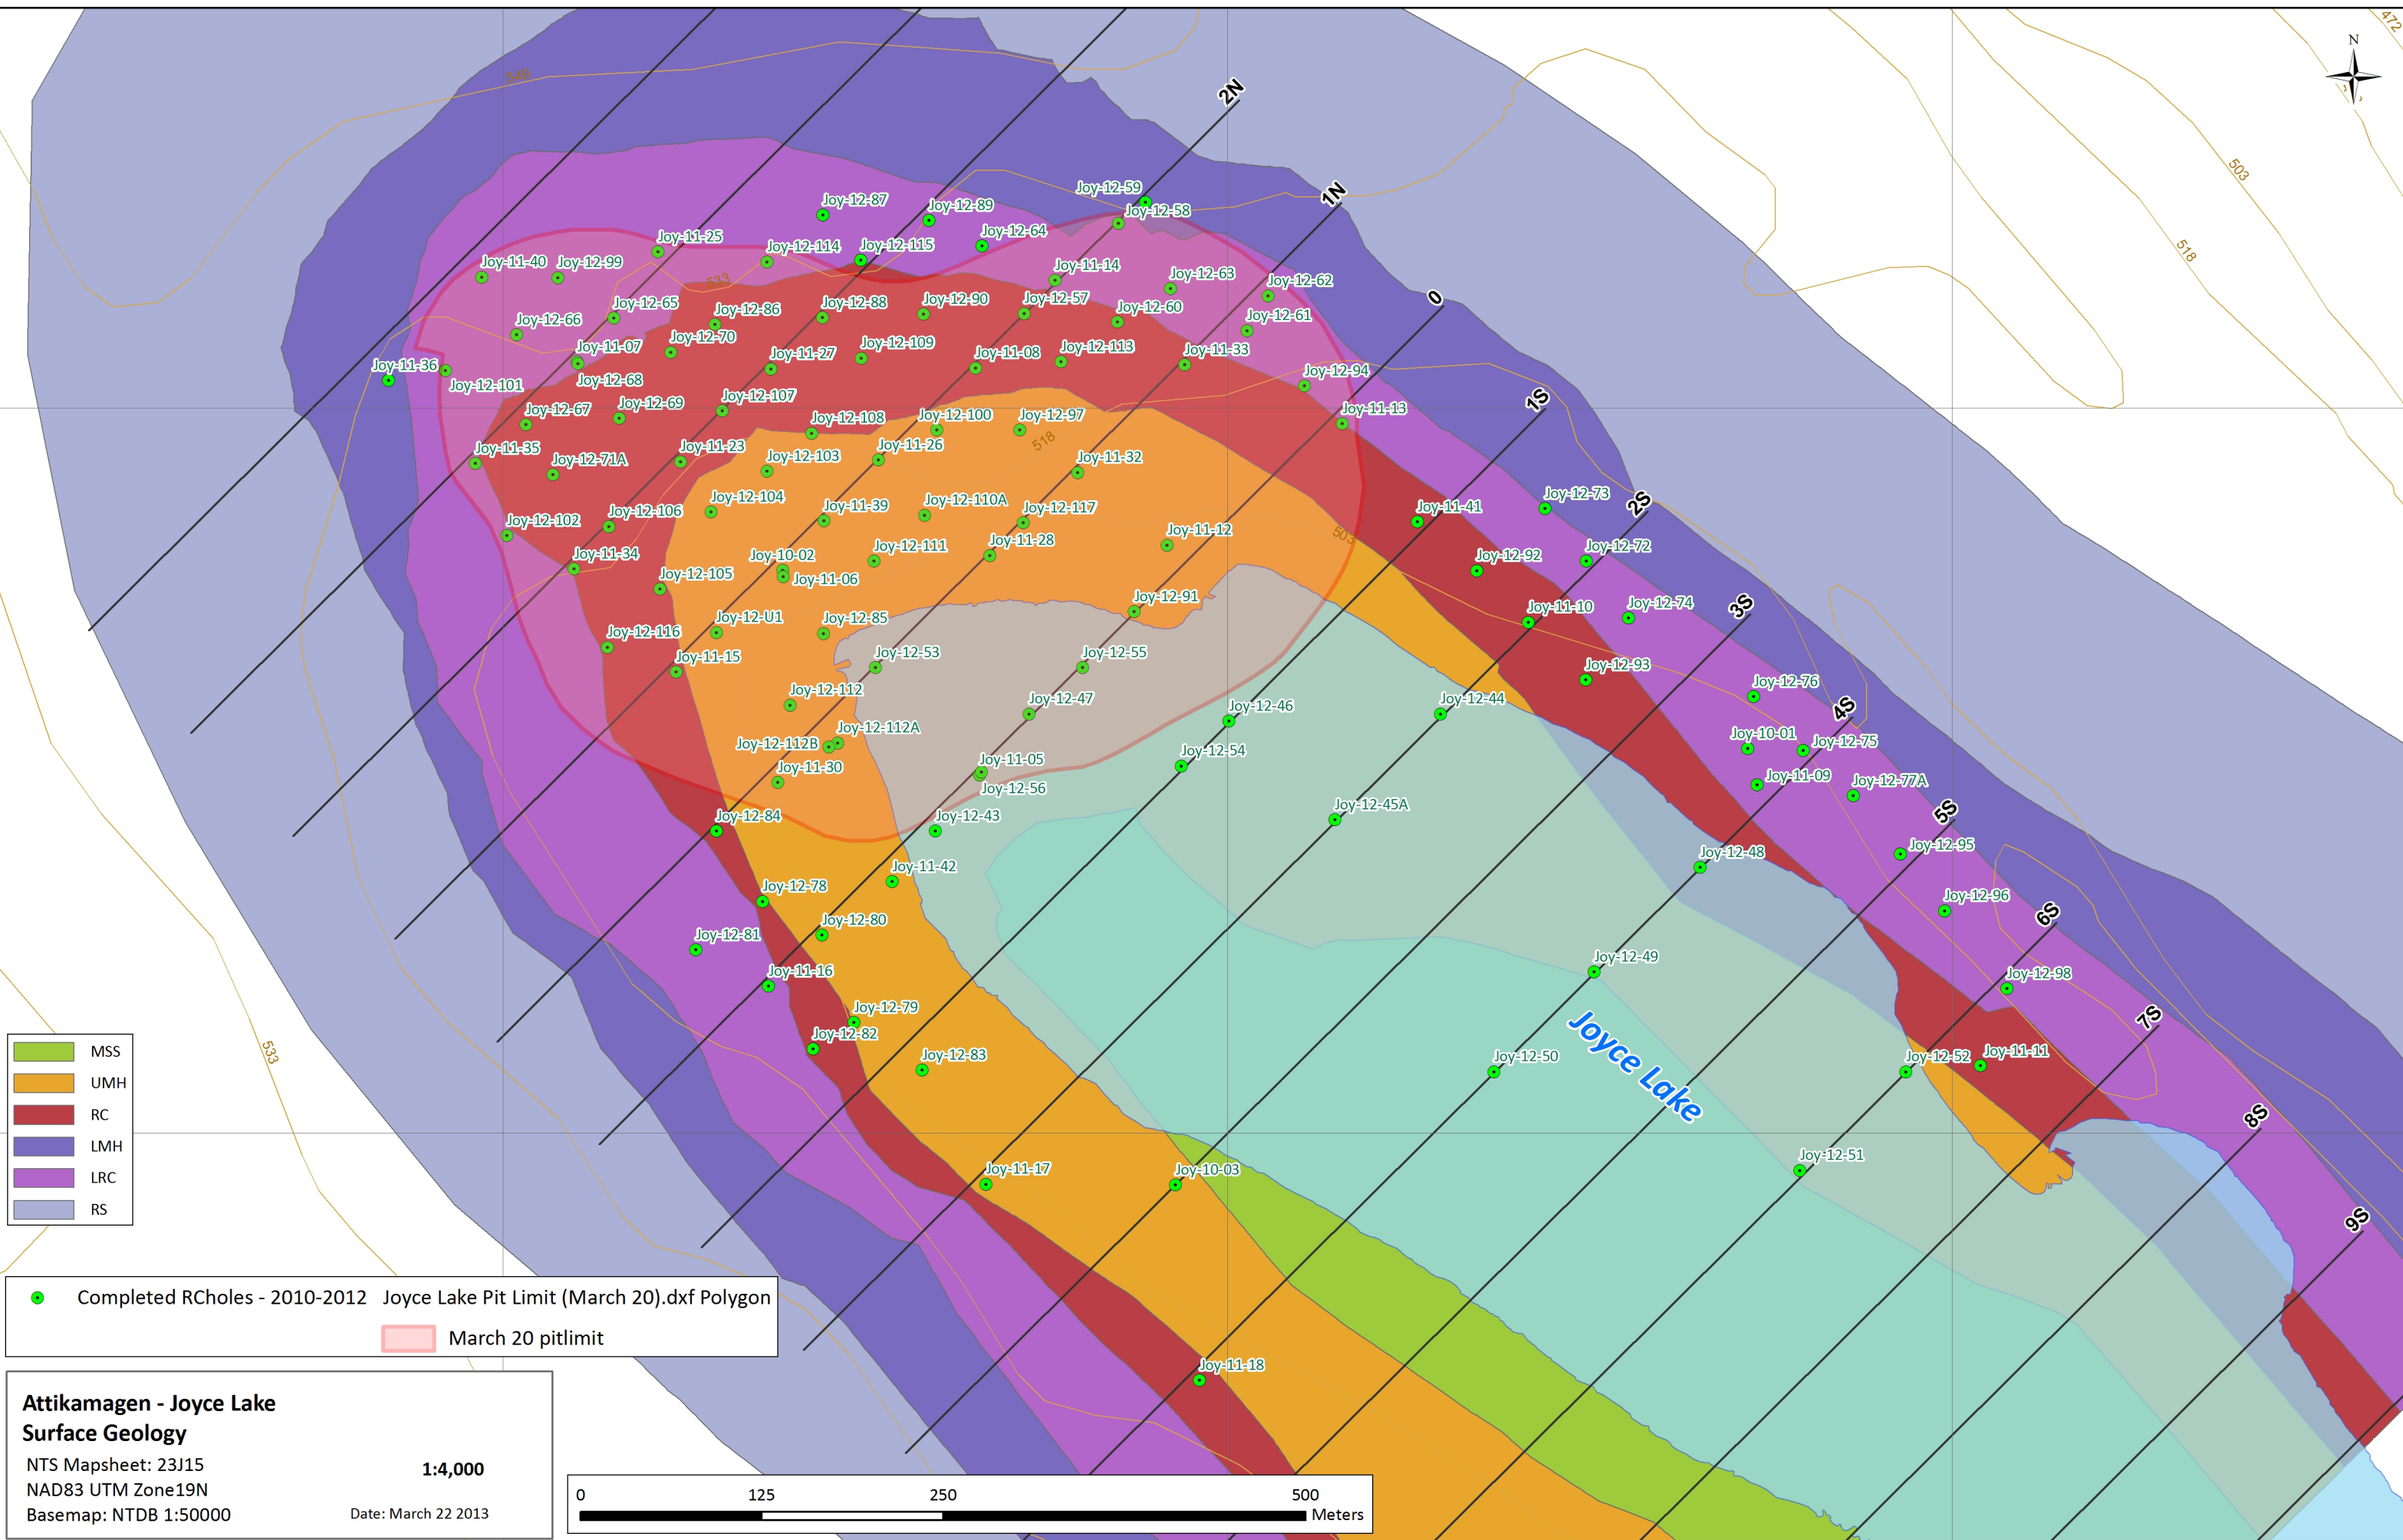 N
472
548
2N
503
1N
518
0
1S
2S
3S
4S
5S
6S
7S
8S
9S
533
518
503
533
Joy-12-59
Joy-12-87
Joy-12-89
Joy-12-58
Joy-12-64
Joy-11-25
Joy-12-114
Joy-12-115
Joy-11-40
Joy-12-99
Joy-11-14
Joy-12-63
Joy-12-62
Joy-12-65
Joy-12-86
Joy-12-88
Joy-12-90
Joy-12-57
Joy-12-60
Joy-12-61
Joy-12-66
Joy-12-70
Joy-11-07
Joy-11-27
Joy-12-109
Joy-11-08
Joy-12-113
Joy-11-33
Joy-11-36
Joy-12-101
Joy-12-68
Joy-12-94
Joy-12-67
Joy-12-69
Joy-12-107
Joy-12-108
Joy-12-100
Joy-12-97
Joy-11-13
Joy-11-35
Joy-12-71A
Joy-11-23
Joy-12-103
Joy-11-26
Joy-11-32
Joy-12-104
Joy-11-39
Joy-12-110A
Joy-12-117
Joy-11-41
Joy-12-73
Joy-12-102
Joy-12-106
Joy-11-12
Joy-11-34
Joy-10-02
Joy-12-111
Joy-11-28
Joy-12-92
Joy-12-72
Joy-12-105
Joy-11-06
Joy-12-91
Joy-11-10
Joy-12-74
Joy-12-U1
Joy-12-85
Joy-12-116
Joy-11-15
Joy-12-53
Joy-12-55
Joy-12-93
Joy-12-112
Joy-12-47
Joy-12-46
Joy-12-44
Joy-12-76
Joy-12-112A
Joy-12-112B
Joy-12-54
Joy-10-01
Joy-12-75
Joy-11-30
Joy-11-05
Joy-12-56
Joy-11-09
Joy-12-77A
Joy-12-84
Joy-12-43
Joy-12-45A
Joy-12-95
Joy-11-42
Joy-12-48
Joy-12-78
Joy-12-96
Joy-12-80
Joy-12-81
Joy-11-16
Joy-12-49
Joy-12-98
Joy-12-79
Joy-12-82
Joy-12-83
Joy-12-50
Joyce Lake
Joy-12-52
Joy-11-11
Joy-11-17
Joy-10-03
Joy-12-51
Joy-11-18
MSS
UMH
RC
LMH
LRC
RS
Completed RCholes - 2010-2012 Joyce Lake Pit Limit (March 20).dxf Polygon
March 20 pitlimit
Attikamagen - Joyce Lake
Surface Geology
NTS Mapsheet: 23J15
1:4,000
NAD83 UTM Zone19N
Basemap: NTDB 1:50000
Date: March 22 2013
0 125 250 500
Meters